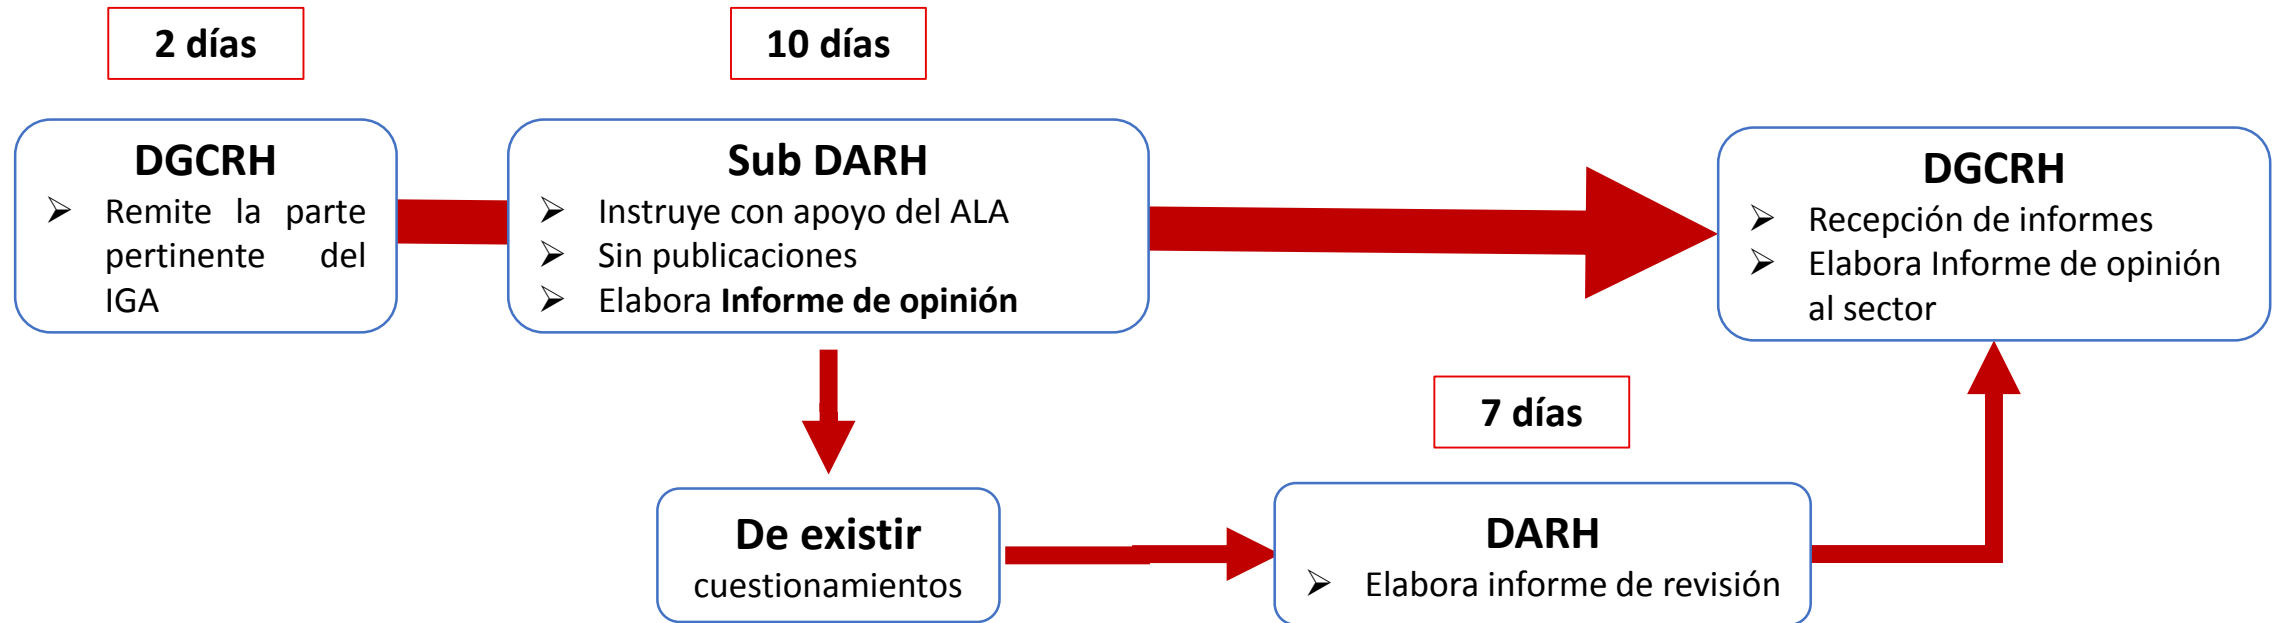 2 días
10 días
DGCRH
➢ Remite la parte
pertinente del
IGA
Sub DARH
➢ Instruye con apoyo del ALA
➢ Sin publicaciones
➢ Elabora Informe de opinión
DGCRH
➢ Recepción de informes
➢ Elabora Informe de opinión
al sector
7 días
De existir
cuestionamientos
DARH
➢ Elabora informe de revisión